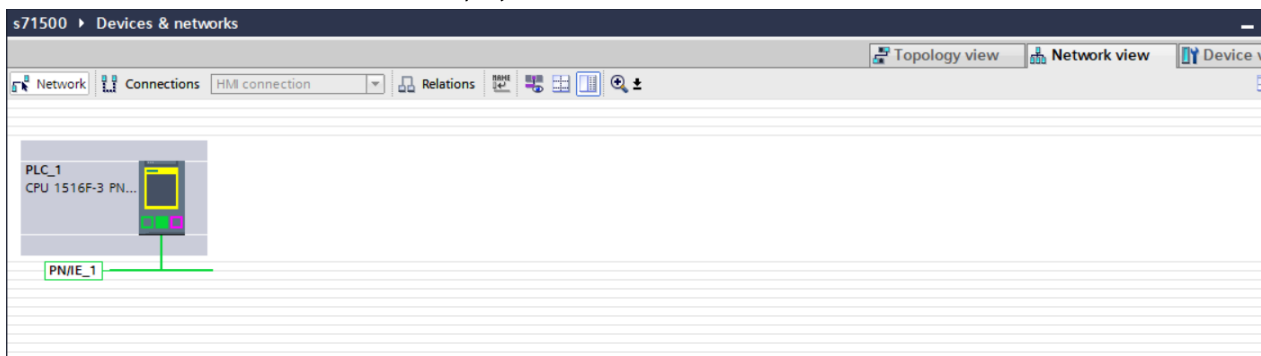 s71500 ▸ Devices & networks
Topology view Network view Device v
Network Connections HMI connection Relations
PLC_1
CPU 1516F-3 PN...
PN/IE_1